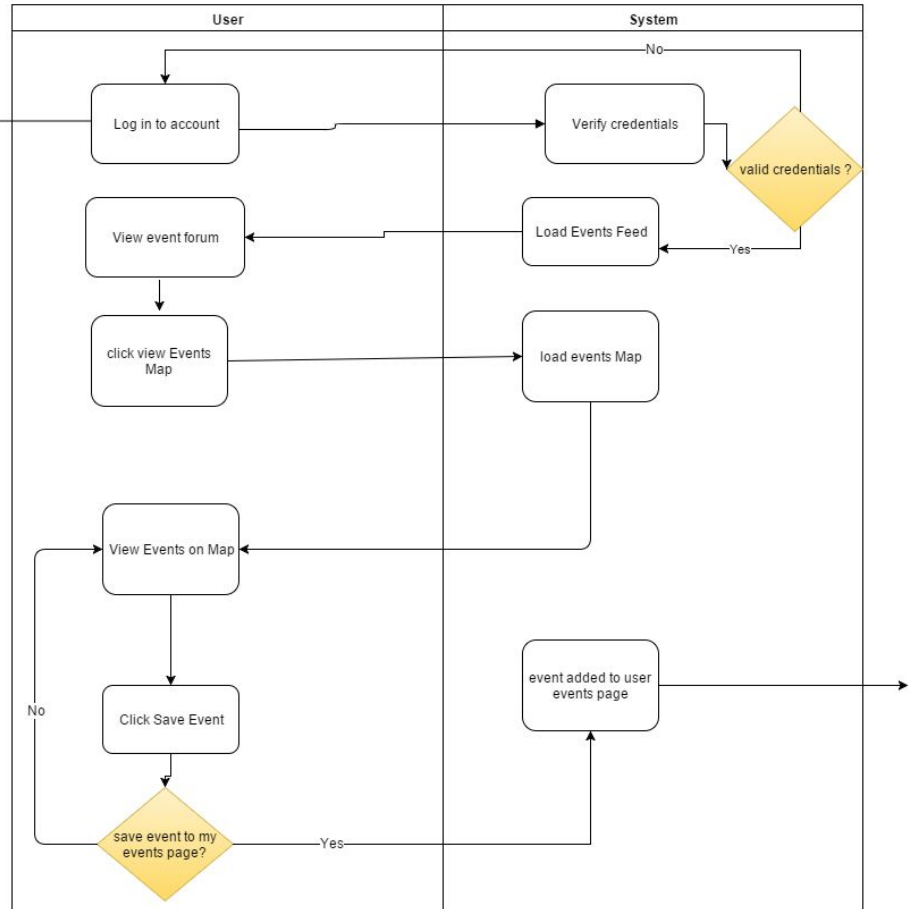 User
System
No
Log in to account
Verify credentials
valid credentials ?
View event forum
Load Events Feed
Yes
click view Events
Map
load events Map
View Events on Map
event added to user
events page
No
Click Save Event
save event to my
events page?
Yes